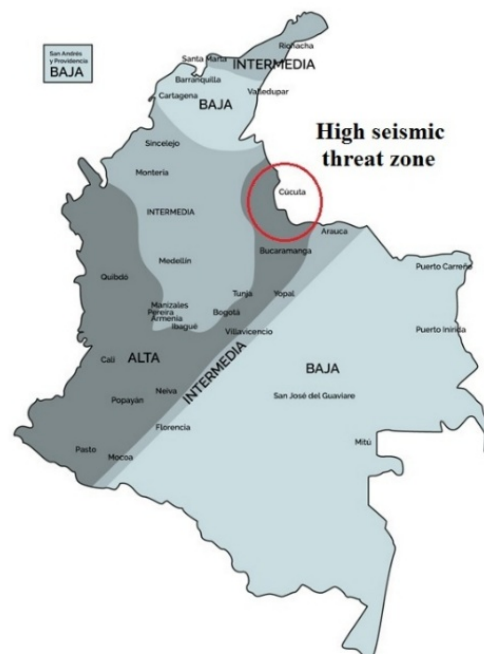 San Andrés
y Providencia
BAJA
Riohacha
Santa Marta
INTERMEDIA
Barranquilla
Valledupar
Cartagena
BAJA
High seismic
threat zone
Sincelejo
Cúcuta
Montería
INTERMEDIA
Arauca
Bucaramanga
Medellín
Puerto Carreño
Quibdó
Tunja
Yopal
Manizales
Pereira
Armenia
Bogotá
Ibagué
Villavicencio
Puerto Inírida
Cali
ALTA
INTERMEDIA
BAJA
Neiva
San José del Guaviare
Popayán
Florencia
Mitú
Pasto
Mocoa